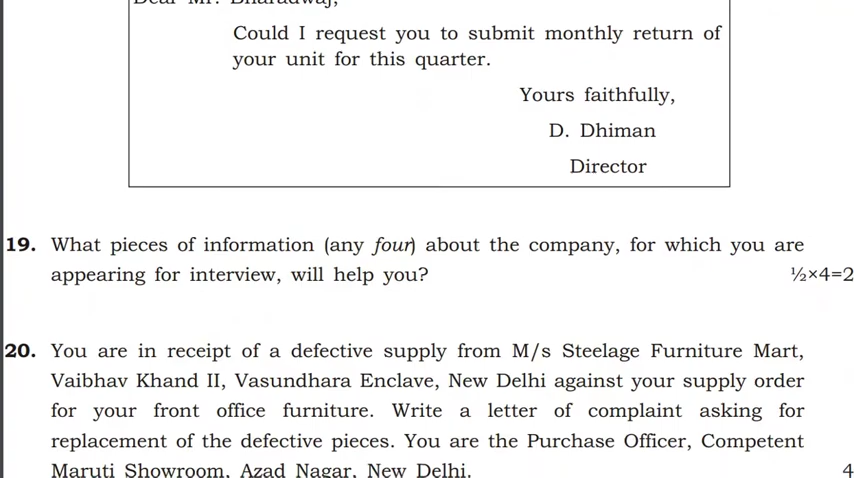 Dear Mr. Bharadwaj,
Could I request you to submit monthly return of
your unit for this quarter.
Yours faithfully,
D. Dhiman
Director
19. What pieces of information (any four) about the company, for which you are
appearing for interview, will help you? ½×4=2
20. You are in receipt of a defective supply from M/s Steelage Furniture Mart,
Vaibhav Khand II, Vasundhara Enclave, New Delhi against your supply order
for your front office furniture. Write a letter of complaint asking for
replacement of the defective pieces. You are the Purchase Officer, Competent
Maruti Showroom, Azad Nagar, New Delhi. 4